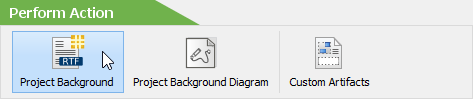 Perform Action
RTF
Project Background
Project Background Diagram
Custom Artifacts